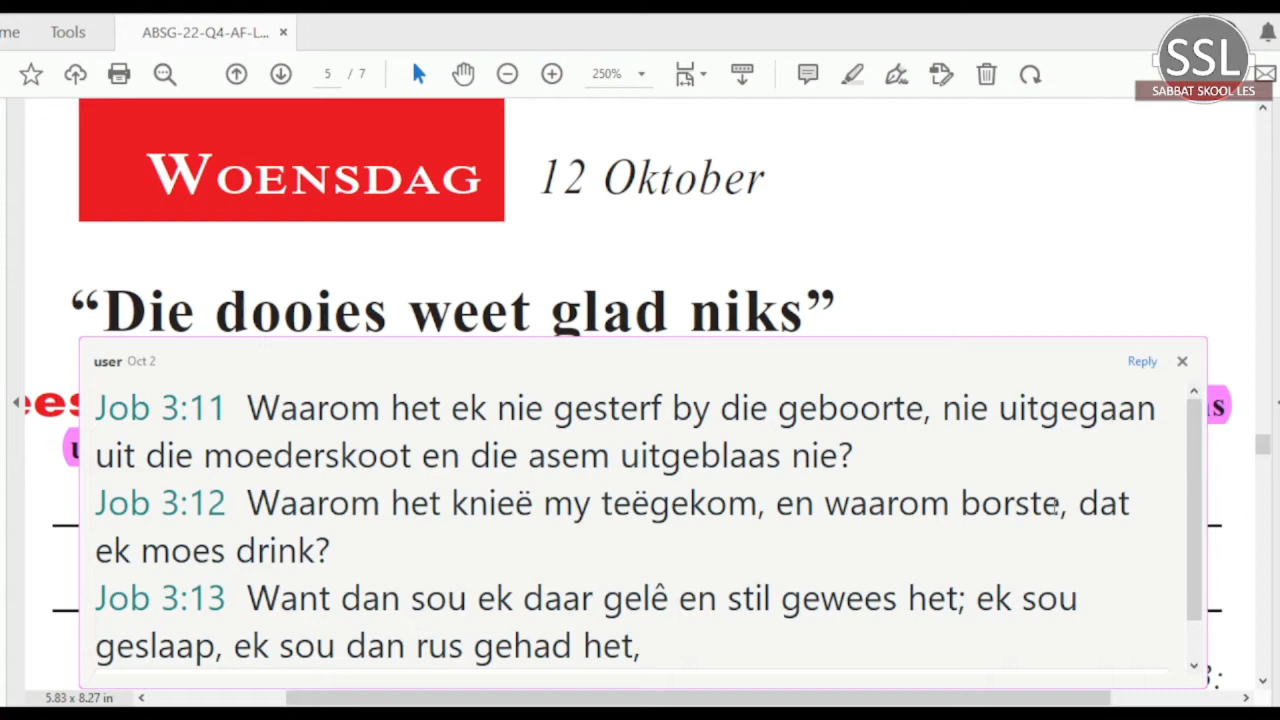 me Tools ABSG-22-Q4-AF-L... ×
SSL
SABBAT SKOOL LES
5 / 7 250%
WOENSDAG 12 Oktober
“Die dooies weet glad niks”
user Oct 2 Reply
Job 3:11 Waarom het ek nie gesterf by die geboorte, nie uitgegaan
uit die moederskoot en die asem uitgeblaas nie?
Job 3:12 Waarom het knieë my teëgekom, en waarom borste, dat
ek moes drink?
Job 3:13 Want dan sou ek daar gelê en stil gewees het; ek sou
geslaap, ek sou dan rus gehad het,
5.83 x 8.27 in